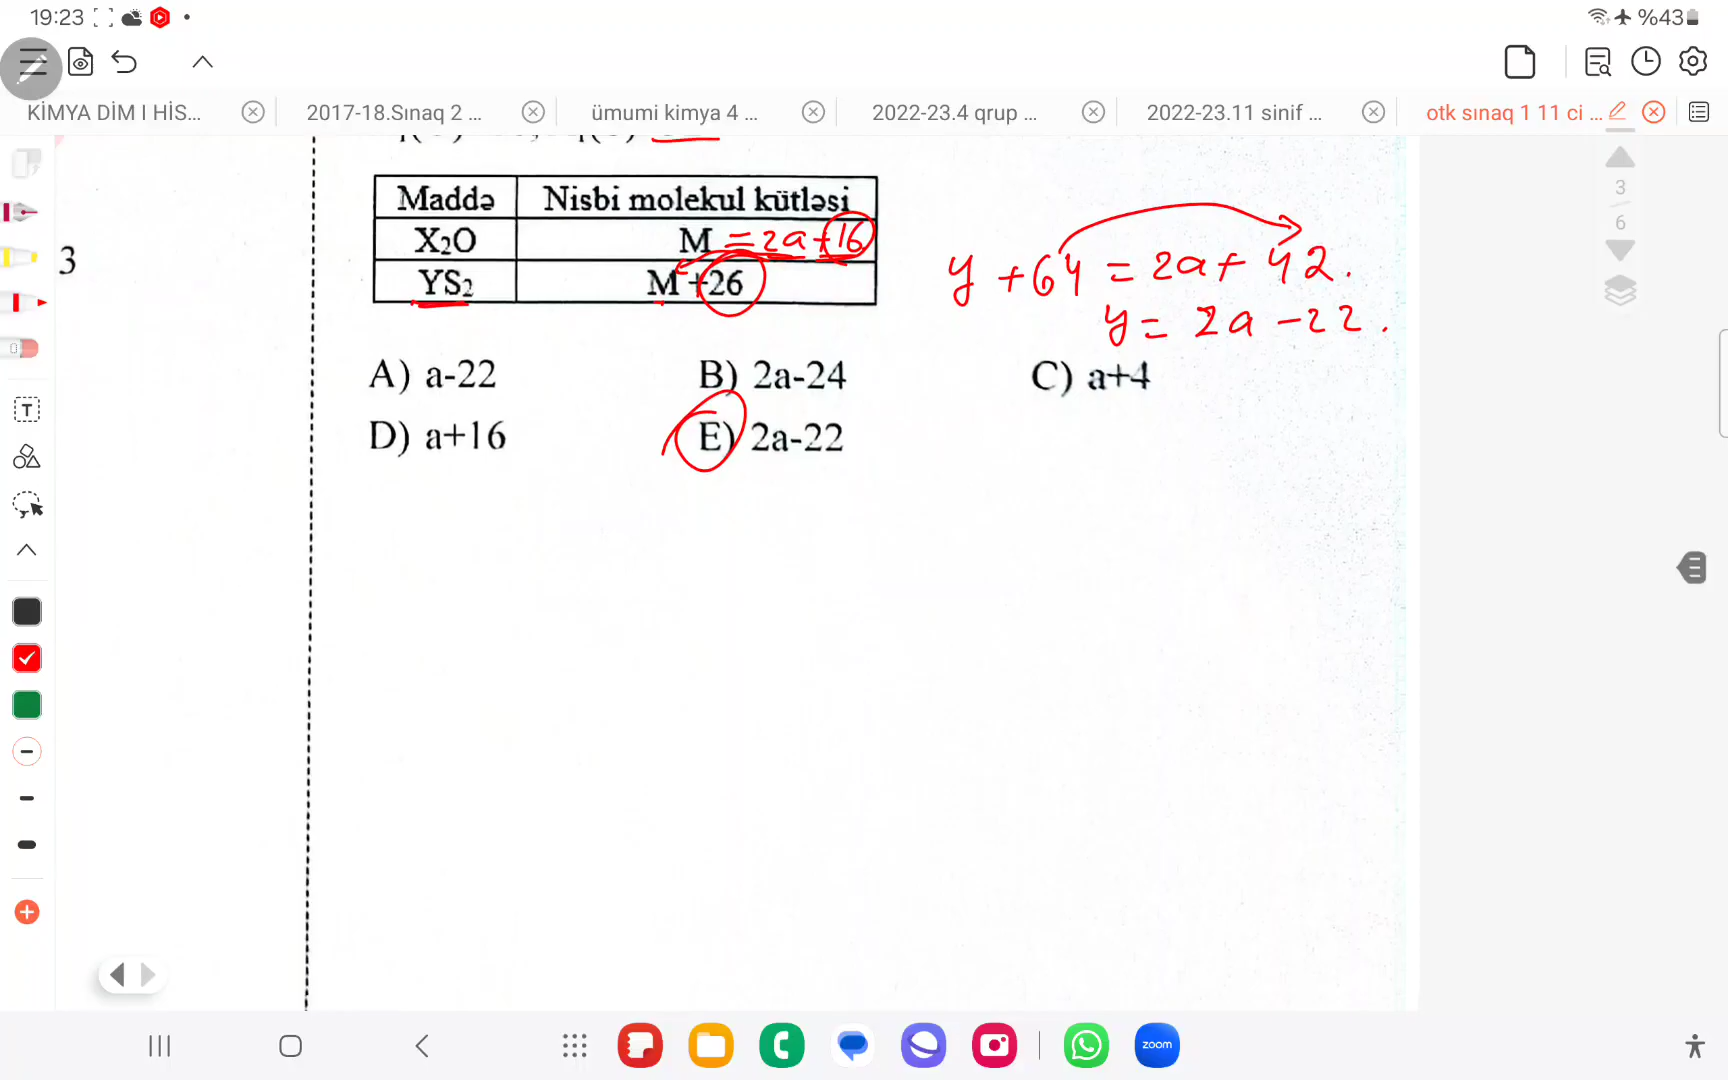 19:23
%43
KİMYA DİM I HİS...
2017-18.Sınaq 2 ...
ümumi kimya 4 ...
2022-23.4 qrup ...
2022-23.11 sinif ...
otk sınaq 1 11 ci ...
3
6
3
Maddə Nisbi molekul kütləsi
X₂O M = 2a+16
YS₂ M+26
y + 64 = 2a + 42.
y = 2a - 22.
A) a-22 B) 2a-24 C) a+4
D) a+16 E) 2a-22
T
zoom